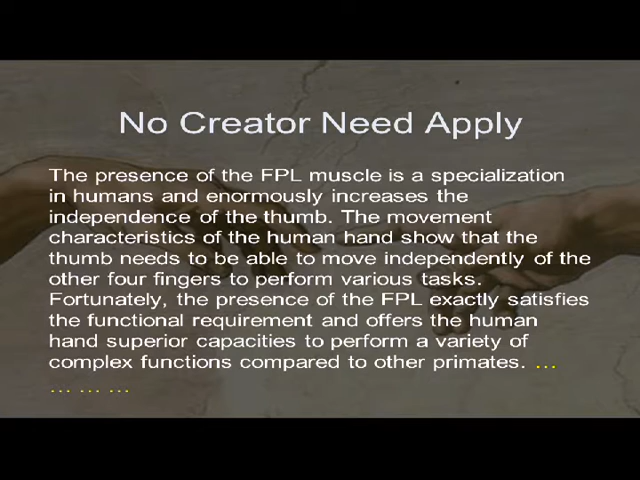 No Creator Need Apply
The presence of the FPL muscle is a specialization
in humans and enormously increases the
independence of the thumb. The movement
characteristics of the human hand show that the
thumb needs to be able to move independently of the
other four fingers to perform various tasks.
Fortunately, the presence of the FPL exactly satisfies
the functional requirement and offers the human
hand superior capacities to perform a variety of
complex functions compared to other primates. ...
... ... ...